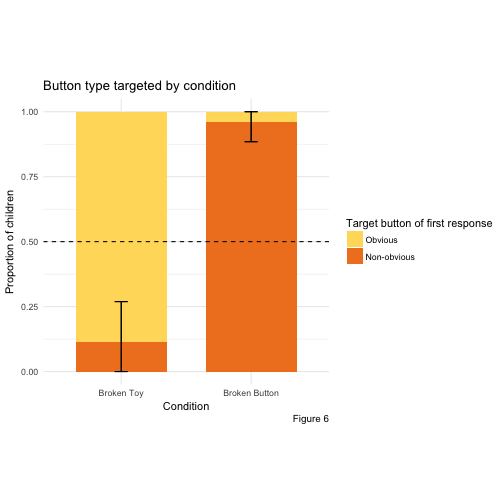 Button type targeted by condition
1.00
0.75
0.50
0.25
0.00
Proportion of children
Broken Toy
Broken Button
Condition
Target button of first response
Obvious
Non-obvious
Figure 6